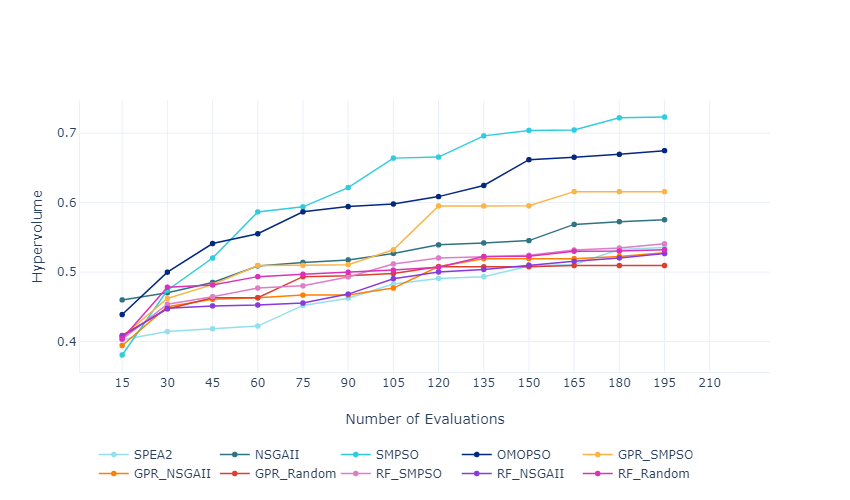 Hypervolume
0.7
0.6
0.5
0.4
15 30 45 60 75 90 105 120 135 150 165 180 195 210
Number of Evaluations
SPEA2 NSGAII SMPSO OMOPSO GPR_SMPSO
GPR_NSGAII GPR_Random RF_SMPSO RF_NSGAII RF_Random